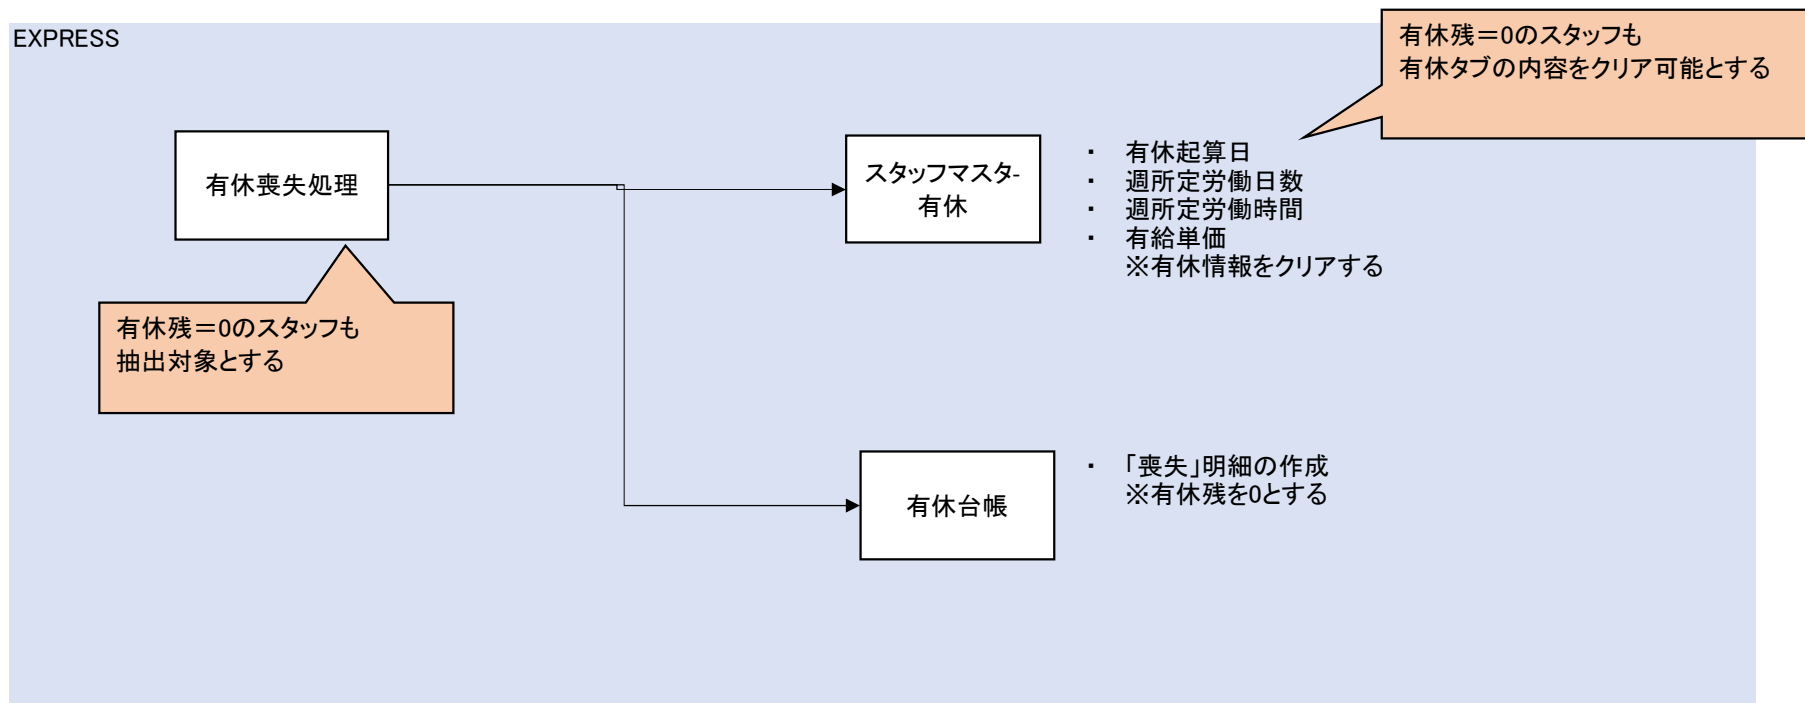 EXPRESS
有休残＝0のスタッフも
有休タブの内容をクリア可能とする
有休喪失処理
スタッフマスタ-
有休
・ 有休起算日
・ 週所定労働日数
・ 週所定労働時間
・ 有給単価
※有休情報をクリアする
有休残＝0のスタッフも
抽出対象とする
有休台帳
・ 「喪失」明細の作成
※有休残を0とする